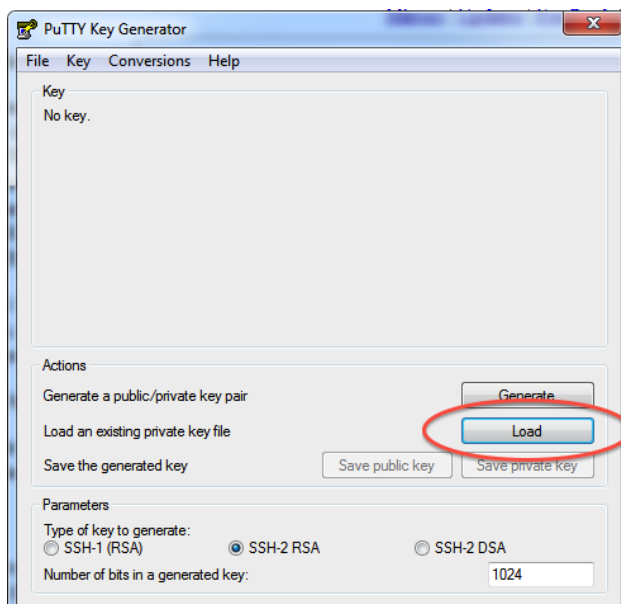 PuTTY Key Generator
X
File Key Conversions Help
Key
No key.
Actions
Generate a public/private key pair Generate
Load an existing private key file Load
Save the generated key Save public key Save private key
Parameters
Type of key to generate:
SSH-1 (RSA) SSH-2 RSA SSH-2 DSA
Number of bits in a generated key: 1024